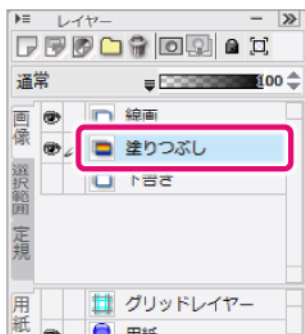 レイヤー
通常
100
画像
線画
塗りつぶし
選択範囲
下書き
定規
用紙
グリッドレイヤー
用紙